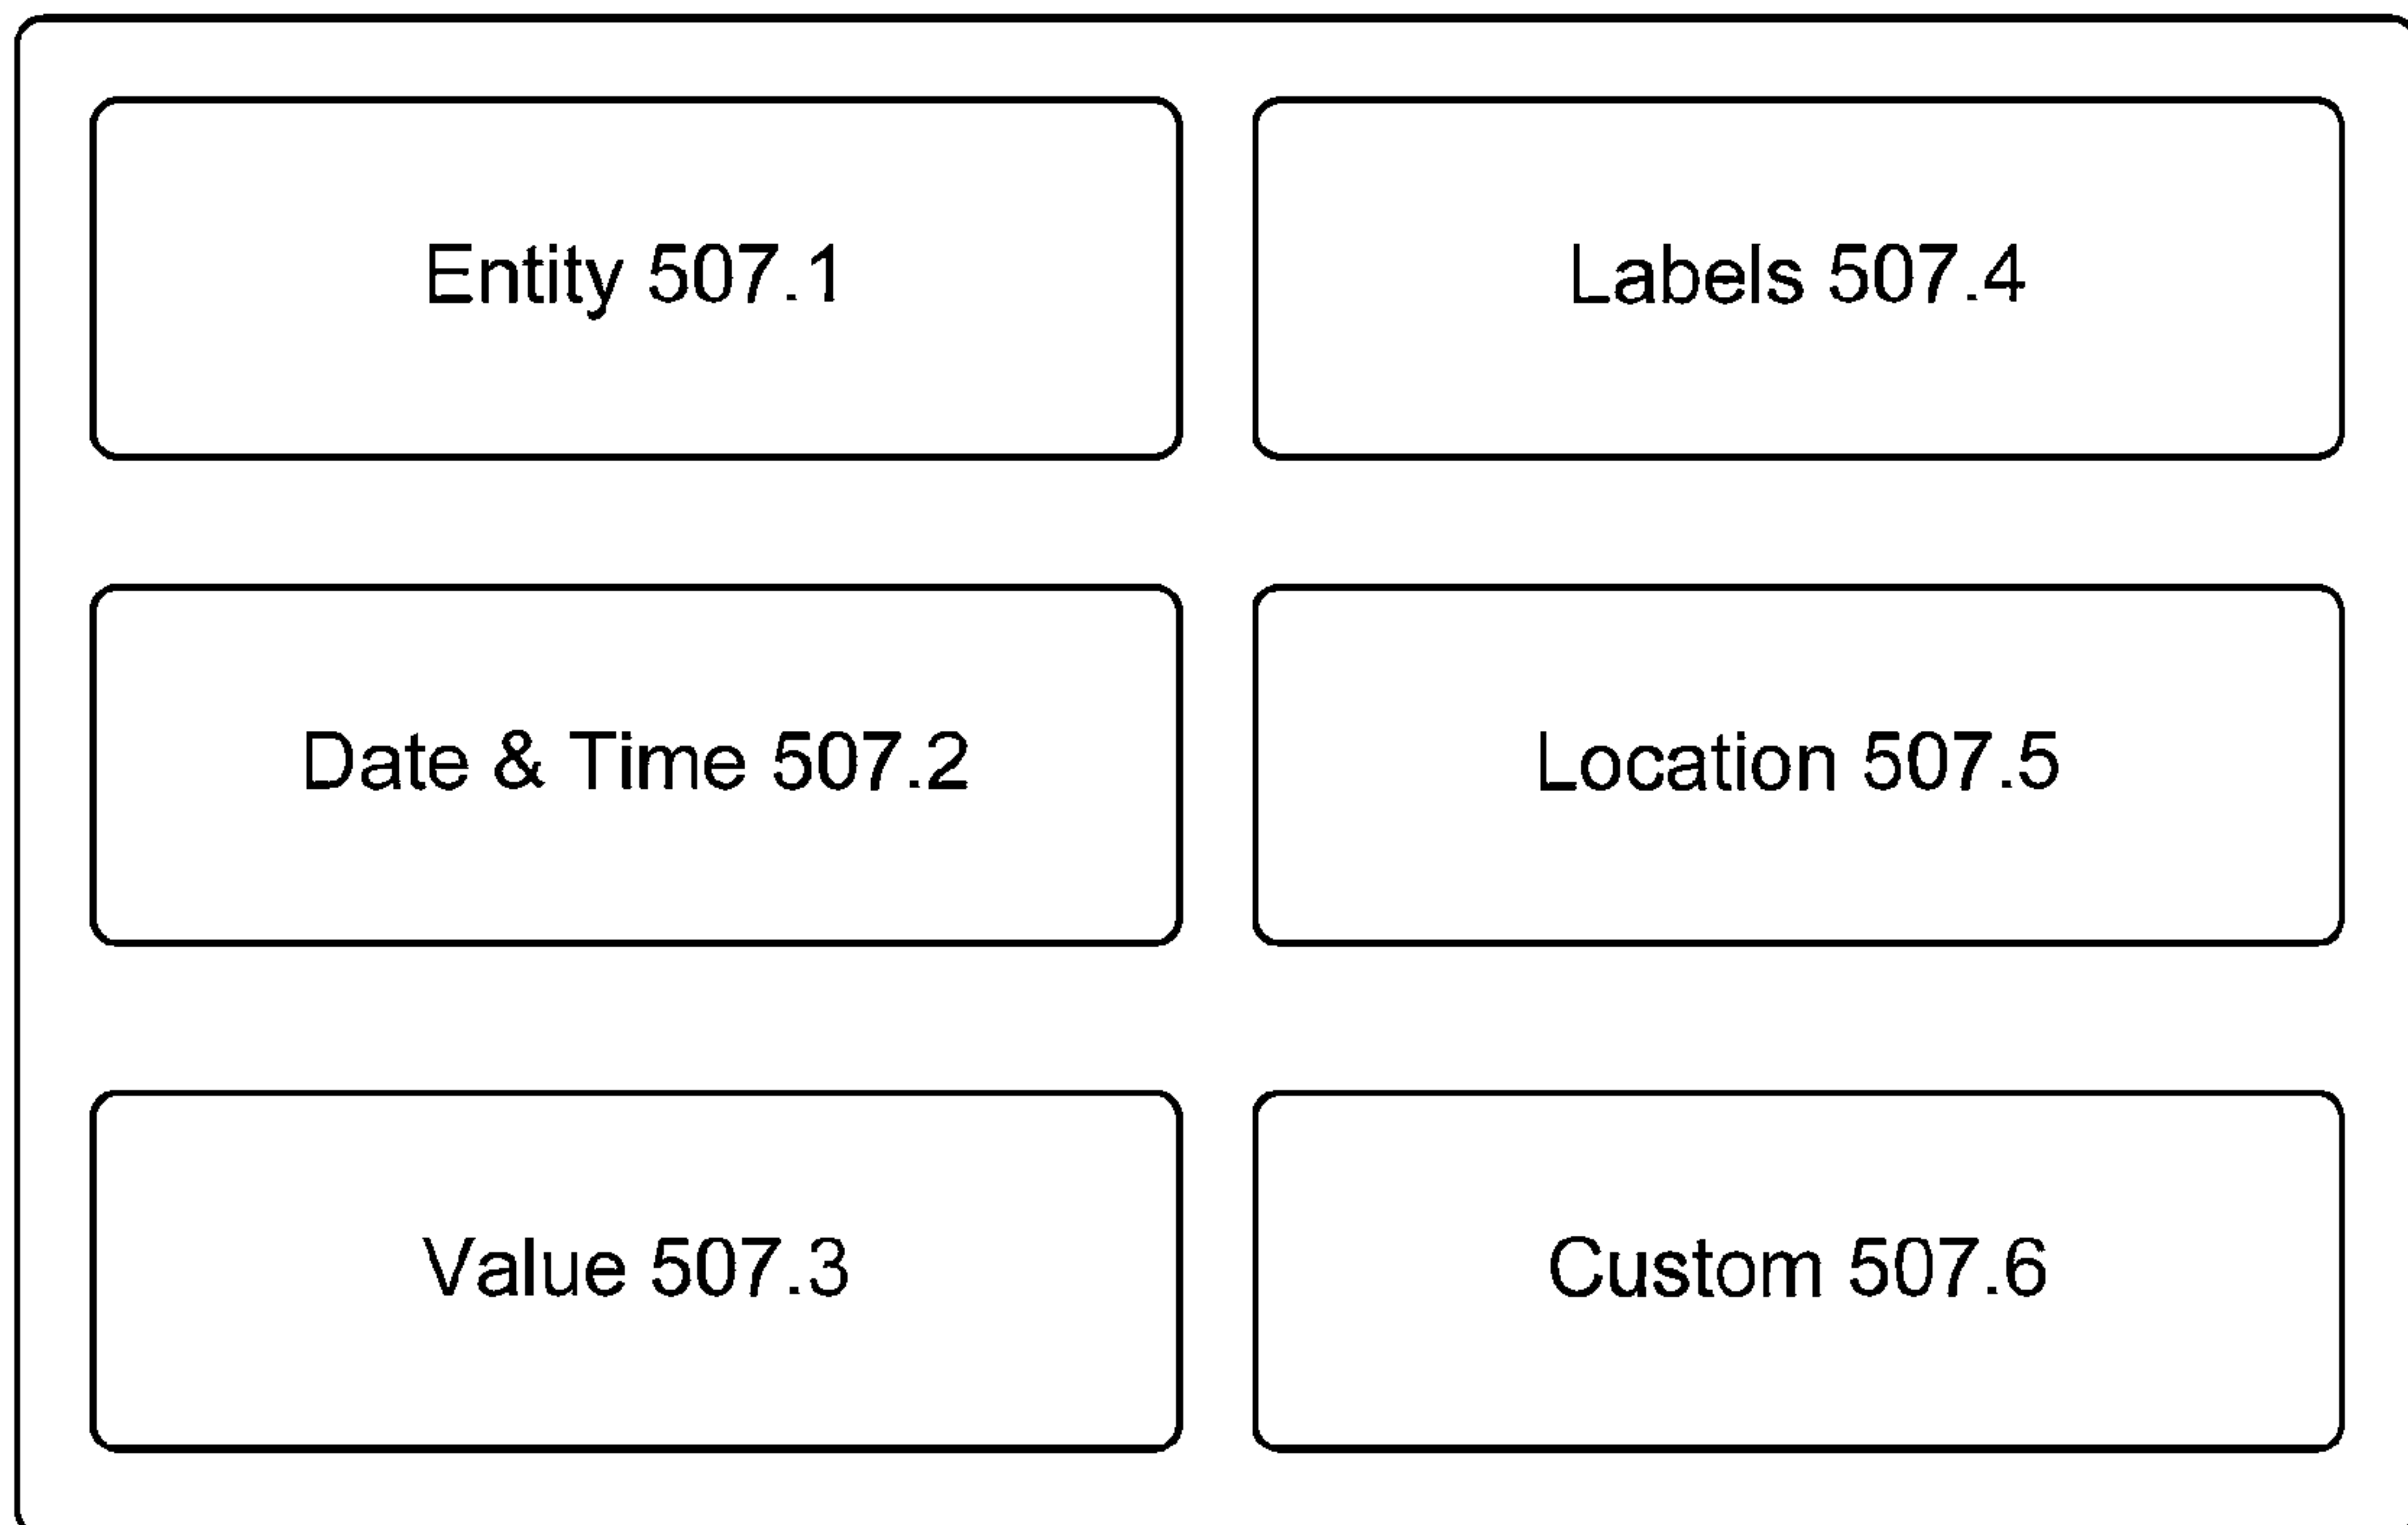 Entity 507.1
Labels 507.4
Date & Time 507.2
Location 507.5
Value 507.3
Custom 507.6